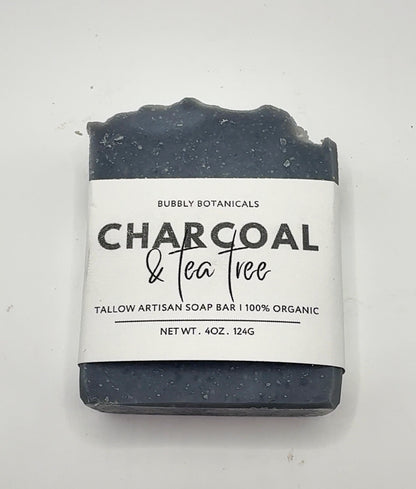 BUBBLY BOTANICALS
CHARCOAL
& Tea Tree
TALLOW ARTISAN SOAP BAR | 100% ORGANIC
NET WT. 4OZ. 124G